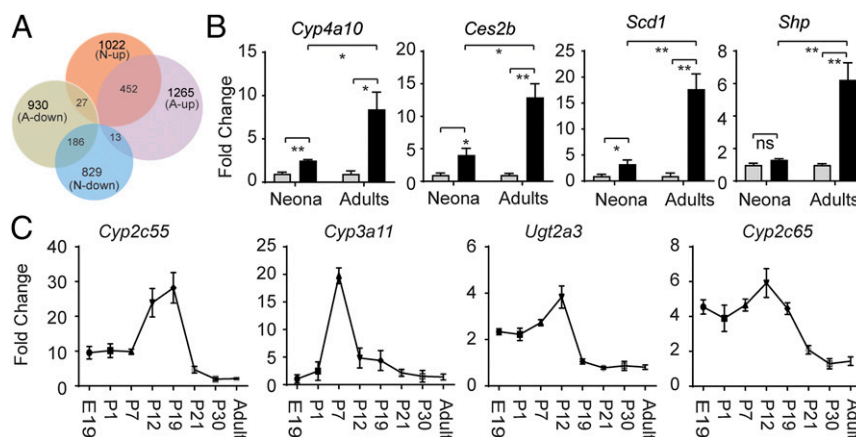 A
1022
(N-up)
452
1265
(A-up)
27
930
(A-down)
186
13
829
(N-down)
B
Cyp4a10
Ces2b
Scd1
Shp
Fold Change
15
10
5
0
*
**
*
Neona
Adults
15
10
5
0
*
*
**
Neona
Adults
25
20
15
10
5
0
**
*
**
Neona
Adults
8
6
4
2
0
**
ns
**
Neona
Adults
C
Cyp2c55
Cyp3a11
Ugt2a3
Cyp2c65
Fold Change
40
30
20
10
0
E19
P1
P7
P12
P19
P21
P30
Adult
25
20
15
10
5
0
E19
P1
P7
P12
P19
P21
P30
Adult
6
4
2
0
E19
P1
P7
P12
P19
P21
P30
Adult
8
6
4
2
0
E19
P1
P7
P12
P19
P21
P30
Adult